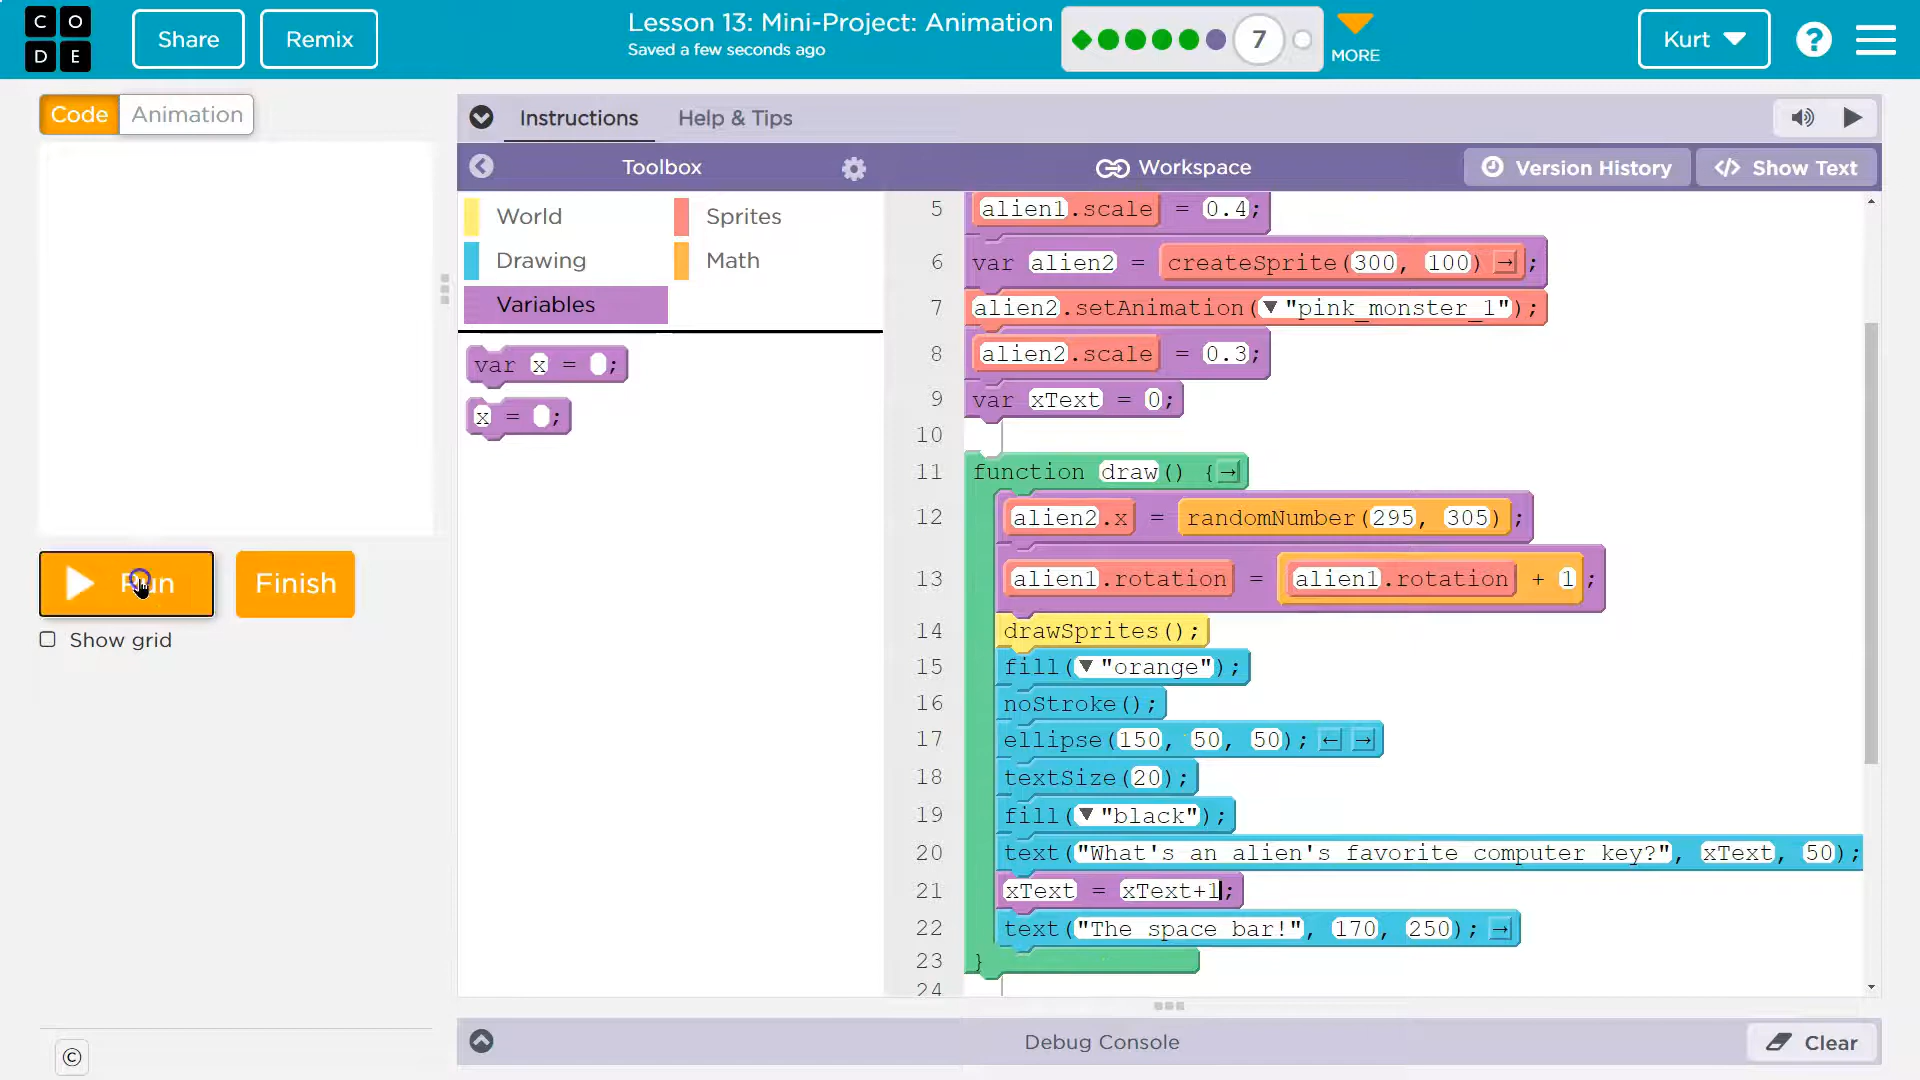 CO
DE
Share
Remix
Lesson 13: Mini-Project: Animation
Saved a few seconds ago
7
MORE
Kurt
?
Code
Animation
Instructions
Help & Tips
Toolbox
Workspace
Version History
</> Show Text
World
Sprites
Drawing
Math
Variables
var x = ;
x = ;
Run
Finish
Show grid
©
5 alien1.scale = 0.4;
6 var alien2 = createSprite(300, 100) → ;
7 alien2.setAnimation(▼ "pink_monster_1");
8 alien2.scale = 0.3;
9 var xText = 0;
10
11 function draw() { →
12 alien2.x = randomNumber(295, 305) ;
13 alien1.rotation = alien1.rotation + 1 ;
14 drawSprites();
15 fill(▼ "orange");
16 noStroke();
17 ellipse(150, 50, 50); ← →
18 textSize(20);
19 fill(▼ "black");
20 text("What's an alien's favorite computer key?", xText, 50);
21 xText = xText+1;
22 text("The space bar!", 170, 250); →
23 }
24
Debug Console
Clear